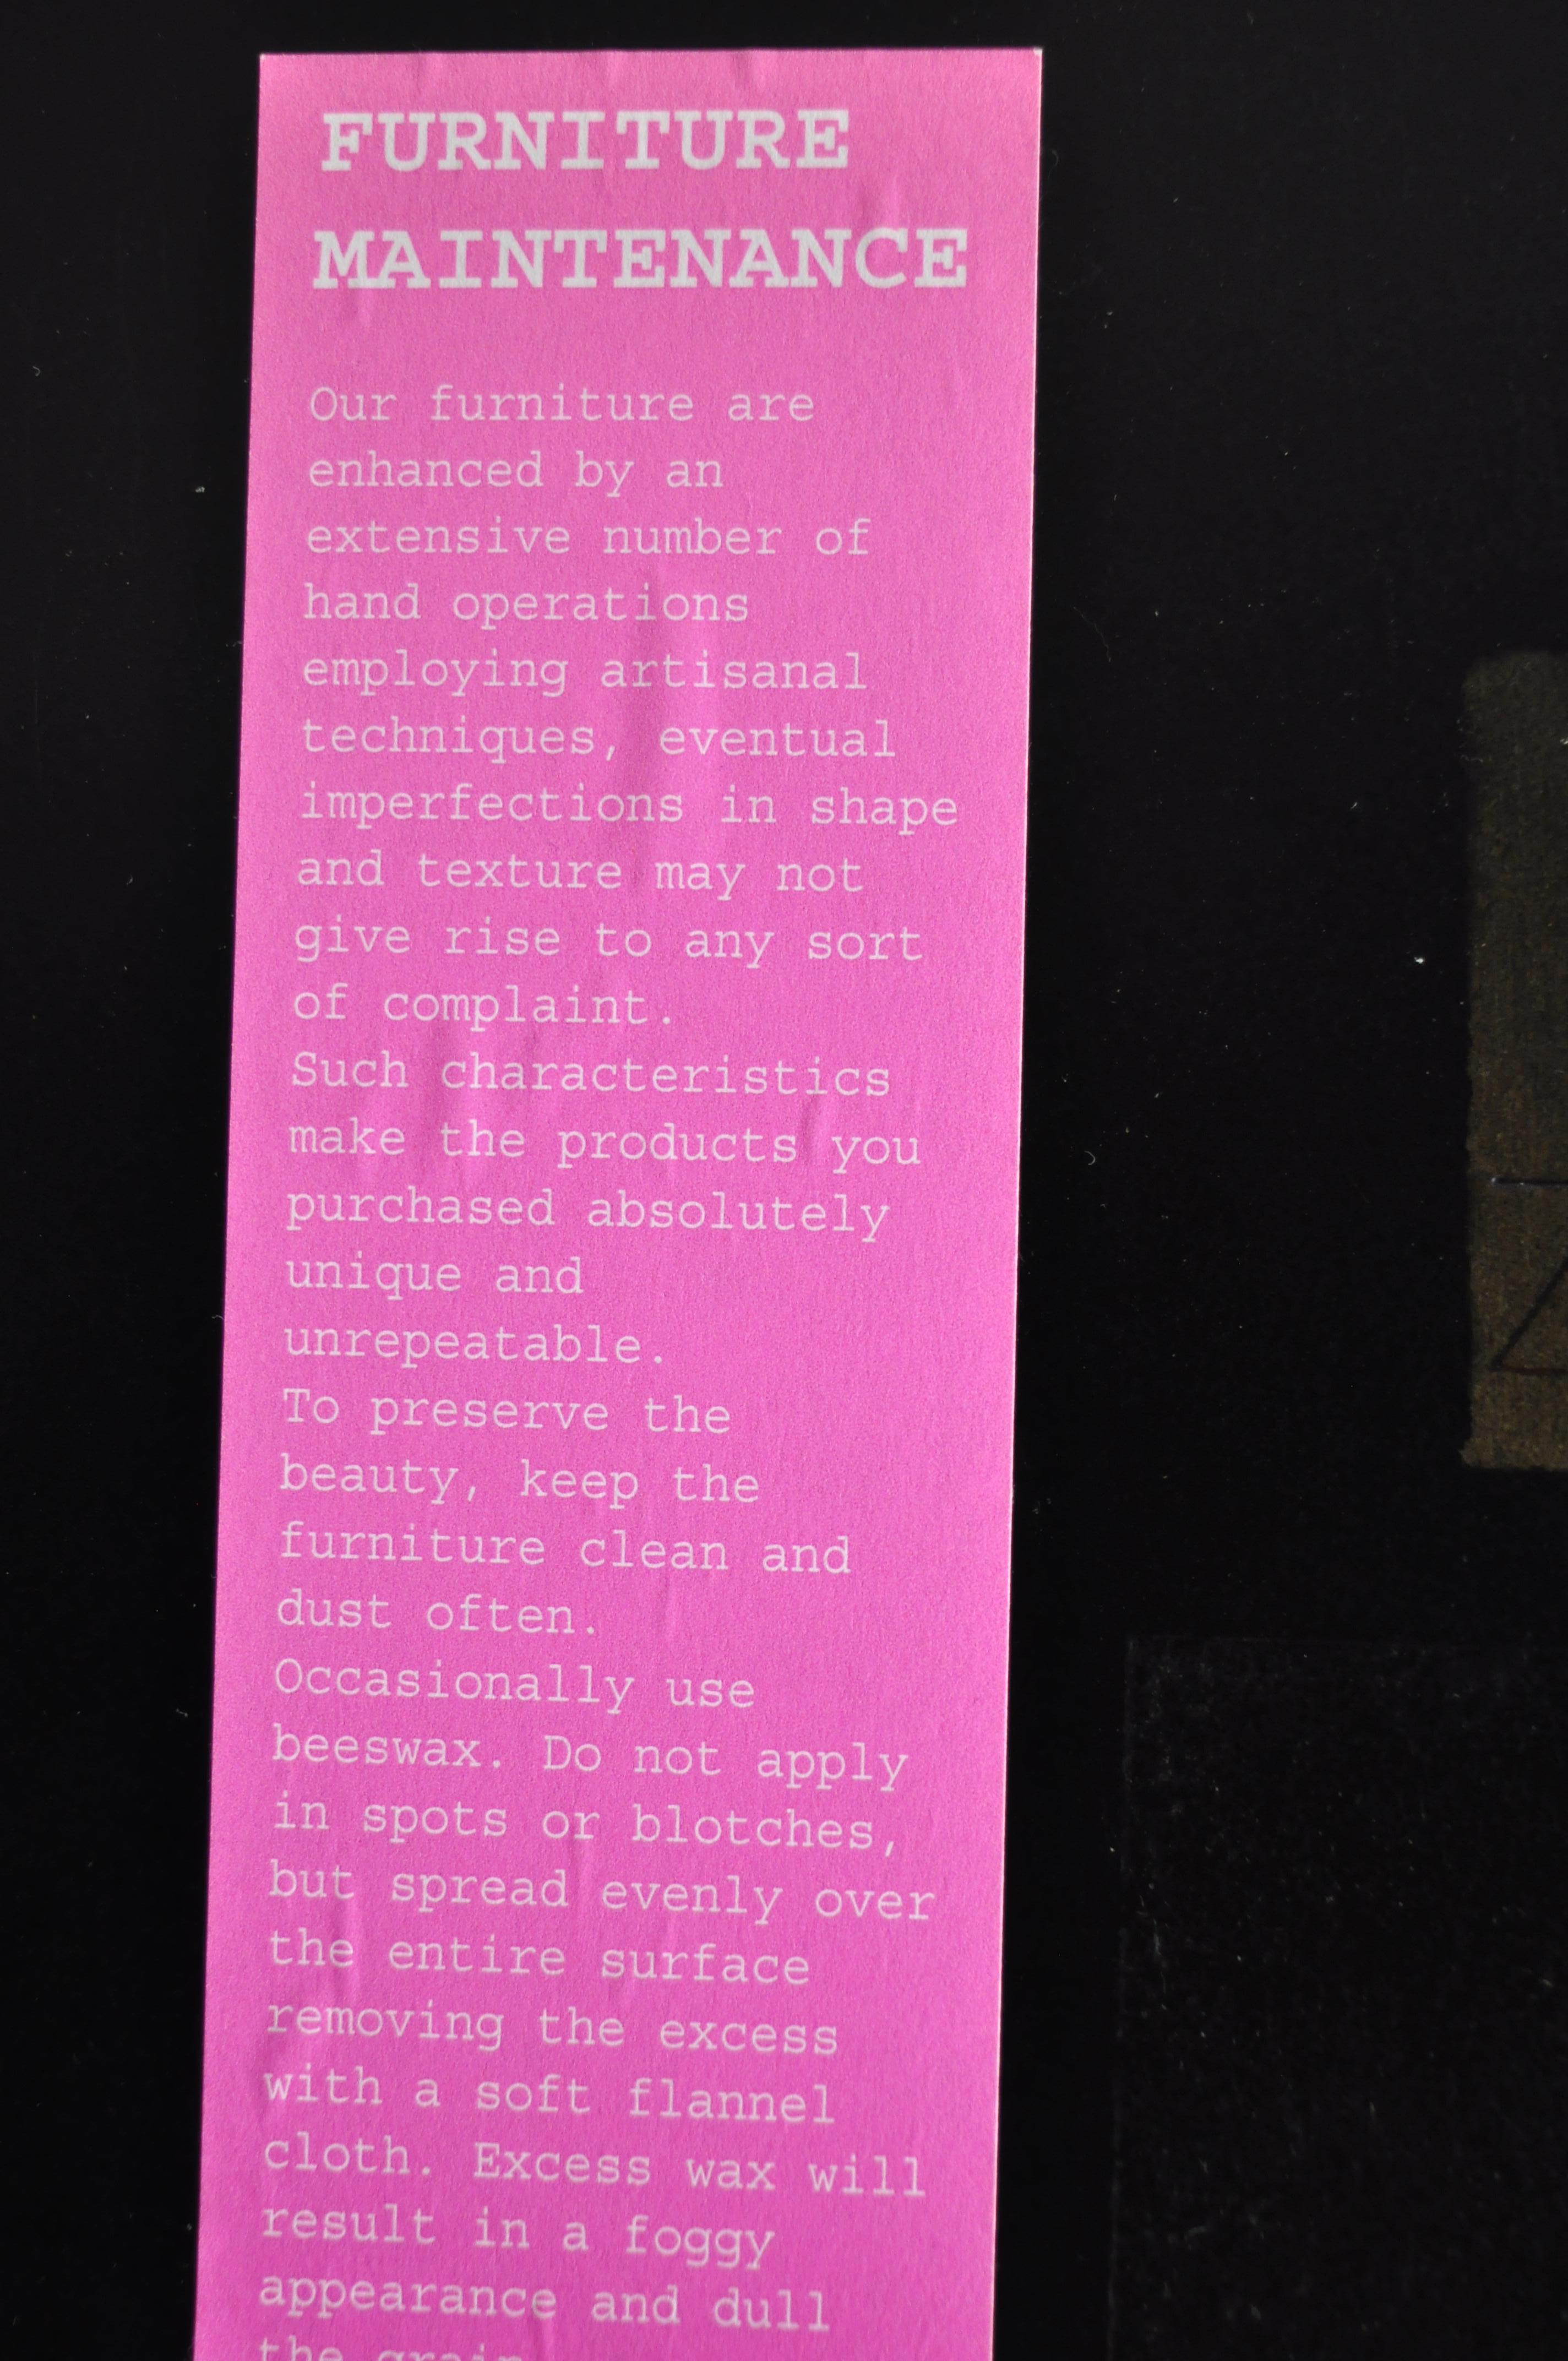 FURNITURE
MAINTENANCE
Our furniture are
enhanced by an
extensive number of
hand operations
employing artisanal
techniques, eventual
imperfections in shape
and texture may not
give rise to any sort
of complaint.
Such characteristics
make the products you
purchased absolutely
unique and
unrepeatable.
To preserve the
beauty, keep the
furniture clean and
dust often.
Occasionally use
beeswax. Do not apply
in spots or blotches,
but spread evenly over
the entire surface
removing the excess
with a soft flannel
cloth. Excess wax will
result in a foggy
appearance and dull
the grain